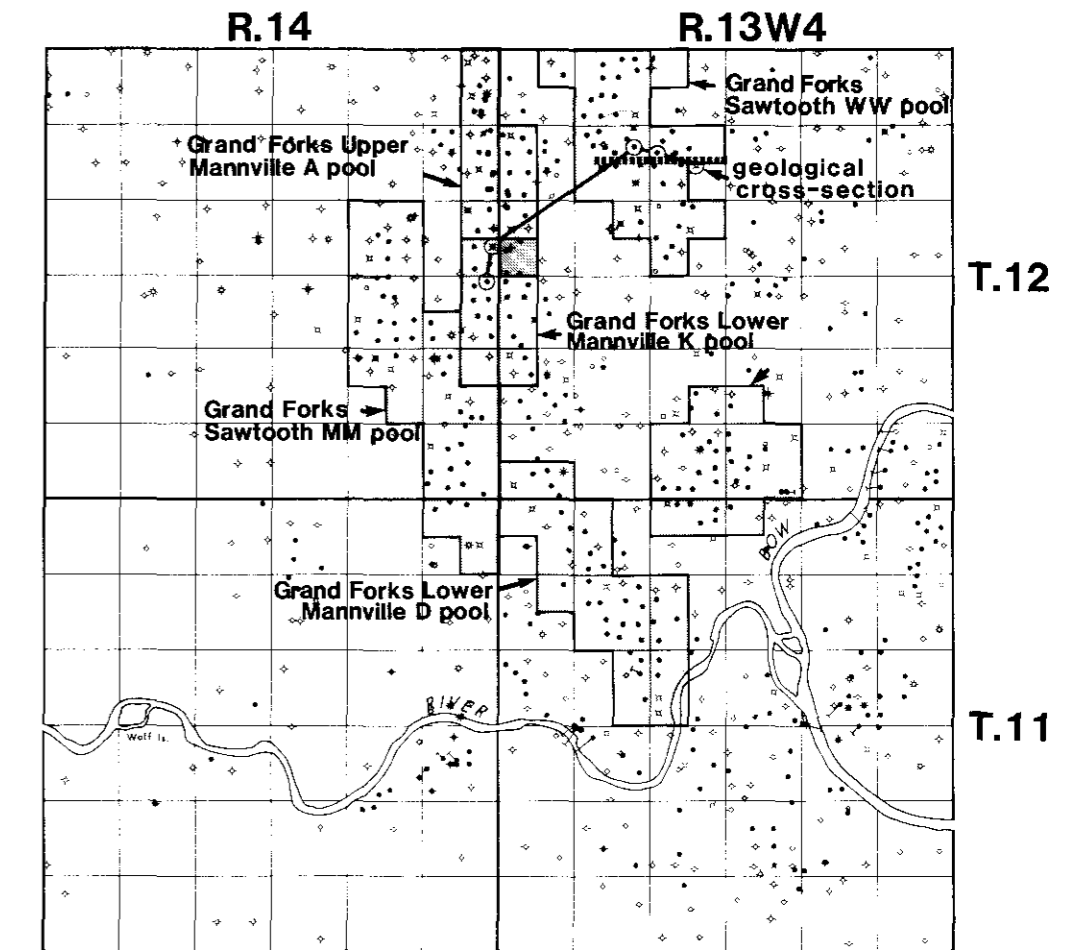 R.14
R.13W4
Grand Forks
Sawtooth WW pool
Grand Forks Upper
Mannville A pool
geological
cross-section
T.12
Grand Forks Lower
Mannville K pool
Grand Forks
Sawtooth MM pool
BOW
Grand Forks Lower
Mannville D pool
RIVER
Wolf Is.
T.11